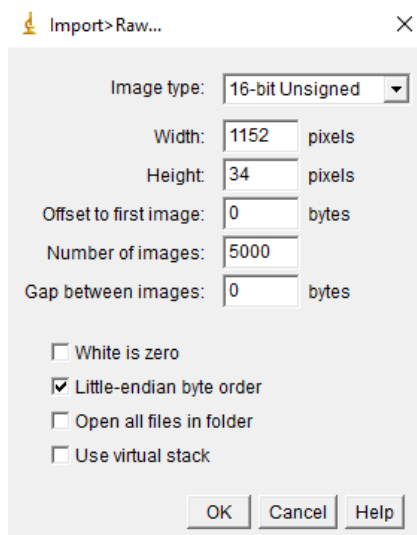 Import>Raw...
Image type: 16-bit Unsigned
Width: 1152 pixels
Height: 34 pixels
Offset to first image: 0 bytes
Number of images: 5000
Gap between images: 0 bytes
White is zero
Little-endian byte order
Open all files in folder
Use virtual stack
OK Cancel Help